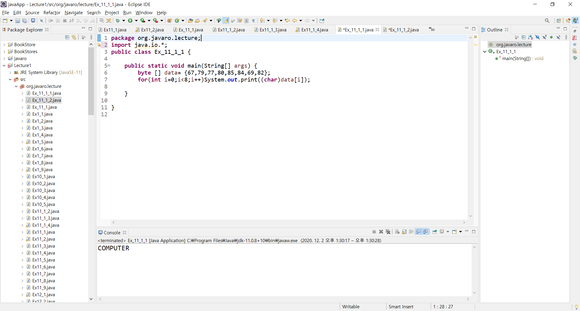 JavaApp - Lecture1/src/org/javaro/lecture/Ex_11_1_1.java - Eclipse IDE
File Edit Source Refactor Navigate Search Project Run Window Help
Package Explorer
BookStore
BookStores
javaro
Lecture1
JRE System Library [JavaSE-11]
src
org.javaro.lecture
Ex_11_1_1.java
Ex_11_1_2.java
Ex_11_1.java
Ex1_1.java
Ex1_2.java
Ex1_3.java
Ex1_4.java
Ex1_5.java
Ex1_6.java
Ex1_7.java
Ex1_8.java
Ex1_9.java
Ex10_1.java
Ex10_2.java
Ex10_3.java
Ex10_4.java
Ex10_5.java
Ex11_1_2.java
Ex11_1_3.java
Ex11_1_4.java
Ex11_1.java
Ex11_2.java
Ex11_3.java
Ex11_4.java
Ex11_5.java
Ex11_6.java
Ex11_7.java
Ex11_8.java
Ex11_9.java
Ex12_1.java
Ex11_1.java Ex11_2.java Ex11_1.java Ex11_1_2.java Ex11_1_3.java Ex11_1_4.java *Ex_11_1_1.java *Ex_11_1_2.java
1 package org.javaro.lecture;
2 import java.io.*;
3 public class Ex_11_1_1 {
4
5 public static void main(String[] args) {
6 byte [] data= {67,79,77,80,85,84,69,82};
7 for(int i=0;i<8;i++)System.out.print((char)data[i]);
8
9 }
10
11 }
12
Outline
org.javaro.lecture
Ex_11_1_1
main(String[]) : void
Console
<terminated> Ex_11_1_1 [Java Application] C:₩Program Files₩Java₩jdk-11.0.8+10₩bin₩javaw.exe (2020. 12. 2 오후 1:30:17 – 오후 1:30:28)
COMPUTER
Writable Smart Insert 1 : 28 : 27